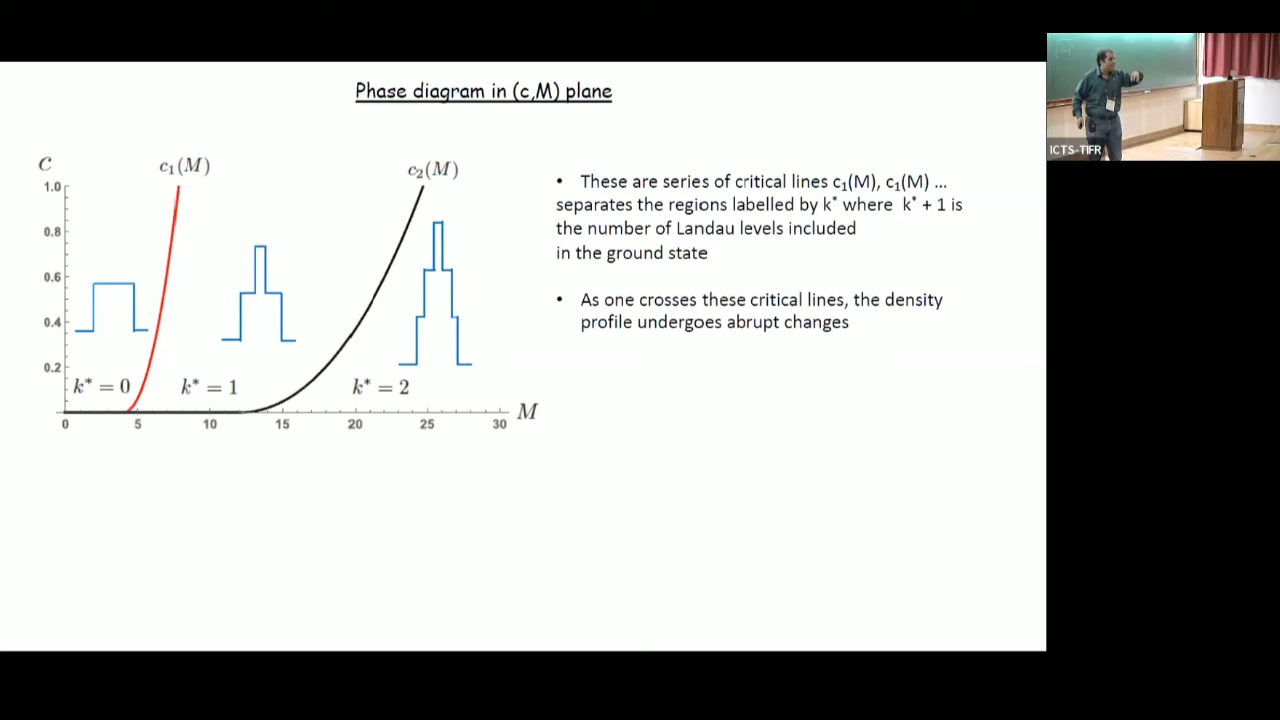 Phase diagram in (c,M) plane
c
c₁(M)
c₂(M)
1.0
0.8
0.6
0.4
0.2
k* = 0
k* = 1
k* = 2
M
0 5 10 15 20 25 30
• These are series of critical lines c₁(M), c₁(M) ...
separates the regions labelled by k* where k* + 1 is
the number of Landau levels included
in the ground state
• As one crosses these critical lines, the density
profile undergoes abrupt changes
ICTS-TIFR